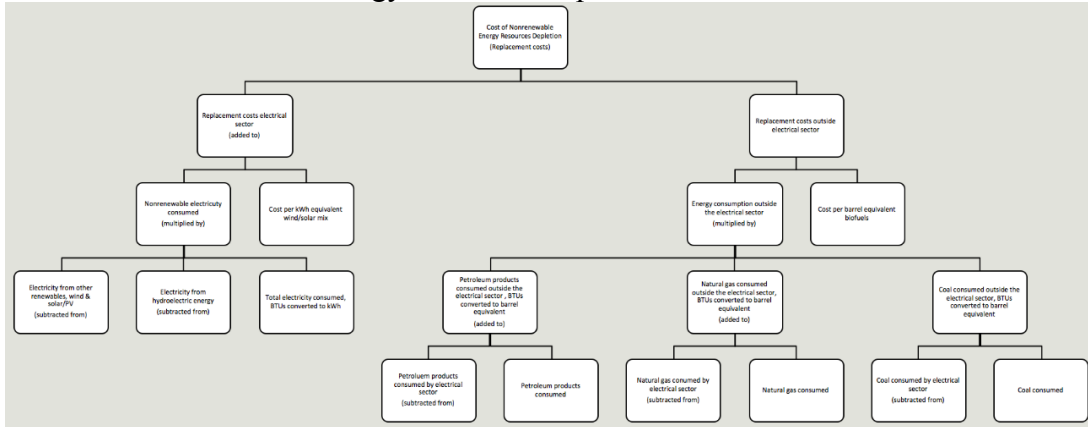 Cost of Nonrenewable
Energy Resources Depletion
(Replacement costs)
Replacement costs electrical
sector
(added to)
Replacement costs outside
electrical sector
Nonrenewable electricuty
consumed
(multiplied by)
Cost per kWh equivalent
wind/solar mix
Energy consumption outside
the electrical sector
(multiplied by)
Cost per barrel equivalent
biofuels
Electricity from other
renewables, wind &
solar/PV
(subtracted from)
Electricity from
hydroelectric energy
(subtracted from)
Total electricity consumed,
BTUs converted to kWh
Petroleum products
consumed outside the
electrical sector , BTUs
converted to barrel
equivalent
(added to)
Natural gas consumed
outside the electrical sector,
BTUs converted to barrel
equivalent
(added to)
Coal consumed outside the
electrical sector, BTUs
converted to barrel
equivalent
Petroluem products
consumed by electrical
sector
(subtracted from)
Petroleum products
consumed
Natural gas conumed by
electrical sector
(subtracted from)
Natural gas consumed
Coal consumed by electrical
sector
(subtracted from)
Coal consumed